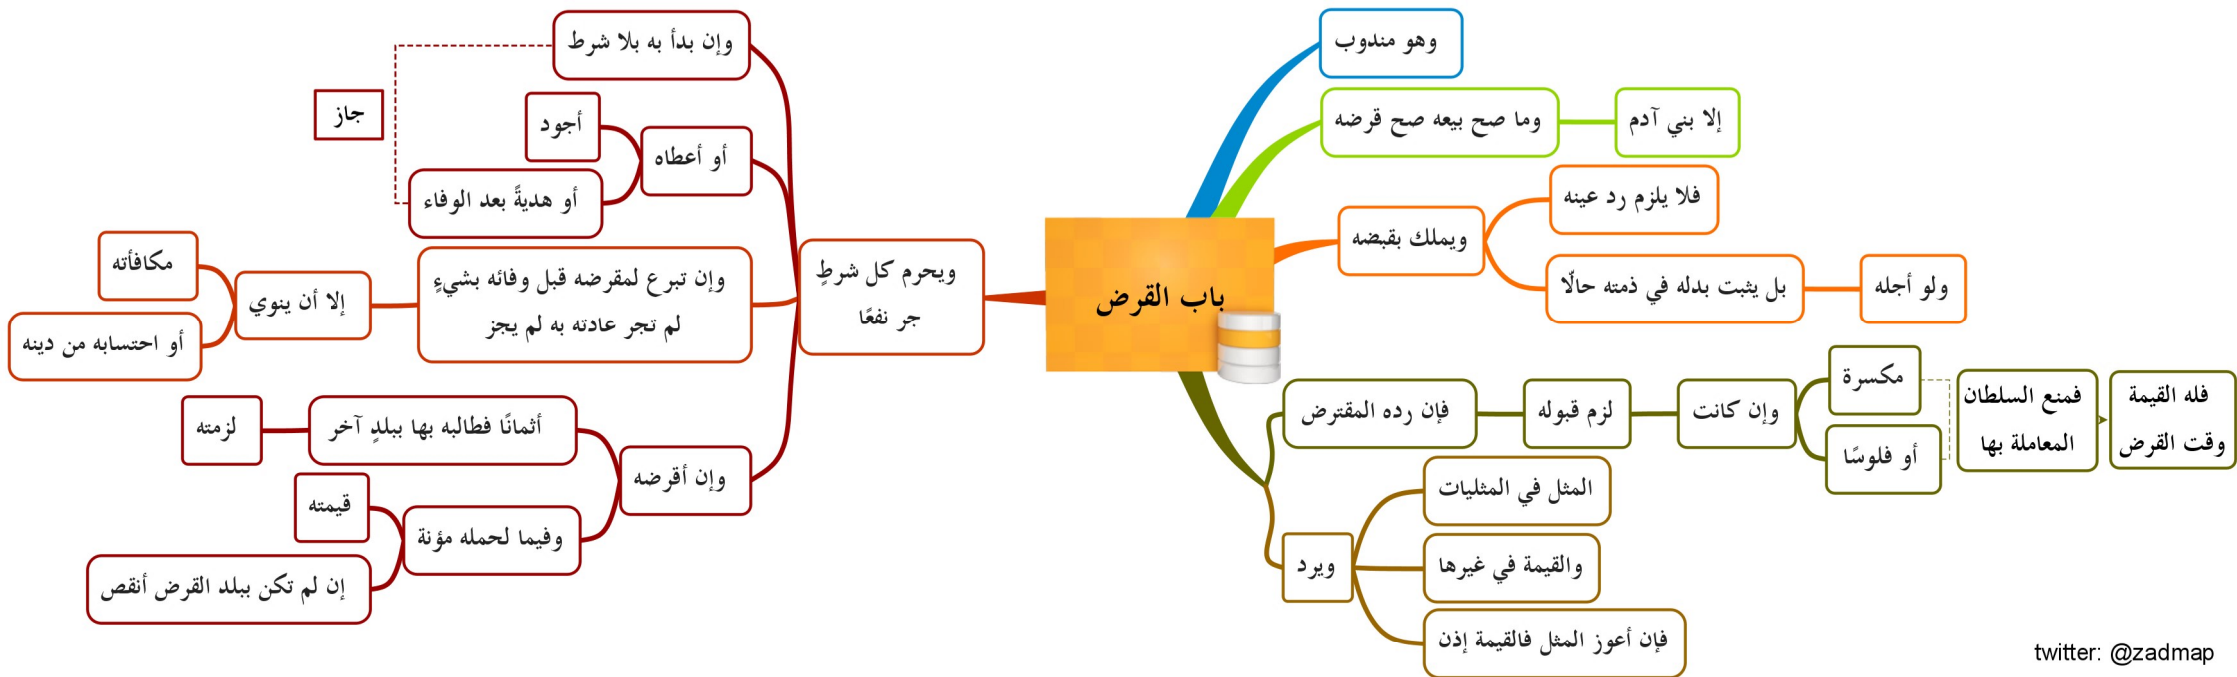 باب القرض
وهو مندوب
وما صح بيعه صح قرضه
إلا بني آدم
ويملك بقبضه
فلا يلزم رد عينه
بل يثبت بدله في ذمته حالّا
ولو أجله
فإن رده المقترض
لزم قبوله
وإن كانت
مكسرة
أو فلوسًا
فمنع السلطان
المعاملة بها
فله القيمة
وقت القرض
ويرد
المثل في المثليات
والقيمة في غيرها
فإن أعوز المثل فالقيمة إذن
ويحرم كل شرطٍ
جر نفعًا
وإن بدأ به بلا شرط
أو أعطاه
أجود
أو هديةً بعد الوفاء
جاز
وإن تبرع لمقرضه قبل وفائه بشيءٍ
لم تجر عادته به لم يجز
إلا أن ينوي
مكافأته
أو احتسابه من دينه
وإن أقرضه
أثمانًا فطالبه بها ببلدٍ آخر
لزمته
وفيما لحمله مؤنة
قيمته
إن لم تكن ببلد القرض أنقص
twitter: @zadmap